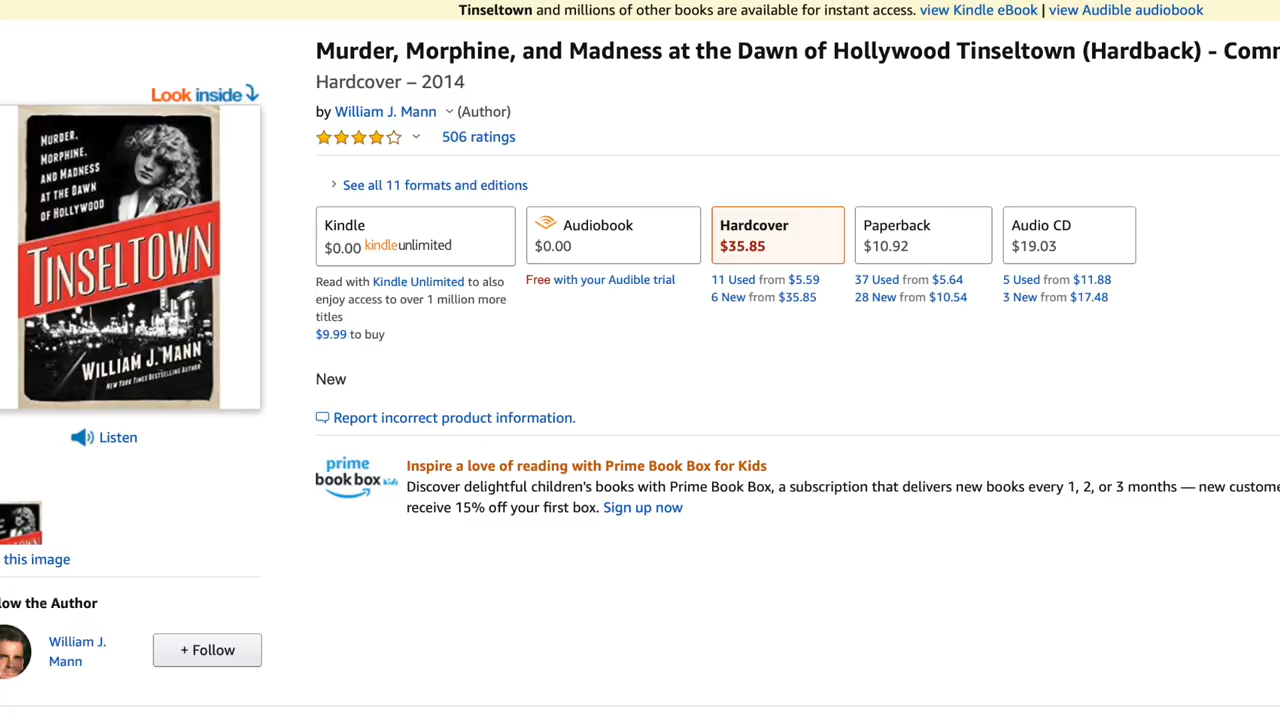 Tinseltown and millions of other books are available for instant access. view Kindle eBook | view Audible audiobook
Murder, Morphine, and Madness at the Dawn of Hollywood Tinseltown (Hardback) -
Hardcover – 2014
by William J. Mann (Author)
506 ratings
Look inside
MURDER,
MORPHINE,
AND MADNESS
AT THE DAWN
OF HOLLYWOOD
TINSELTOWN
WILLIAM J. MANN
NEW YORK TIMES BESTSELLING AUTHOR
Listen
this image
the Author
William J.
Mann
+ Follow
› See all 11 formats and editions
Kindle
$0.00 kindleunlimited
Read with Kindle Unlimited to also
enjoy access to over 1 million more
titles
$9.99 to buy
Audiobook
$0.00
Free with your Audible trial
Hardcover
$35.85
11 Used from $5.59
6 New from $35.85
Paperback
$10.92
37 Used from $5.64
28 New from $10.54
Audio CD
$19.03
5 Used from $11.88
3 New from $17.48
New
Report incorrect product information.
prime
book box kids
Inspire a love of reading with Prime Book Box for Kids
Discover delightful children's books with Prime Book Box, a subscription that delivers new books every 1, 2, or 3 months — new
receive 15% off your first box. Sign up now